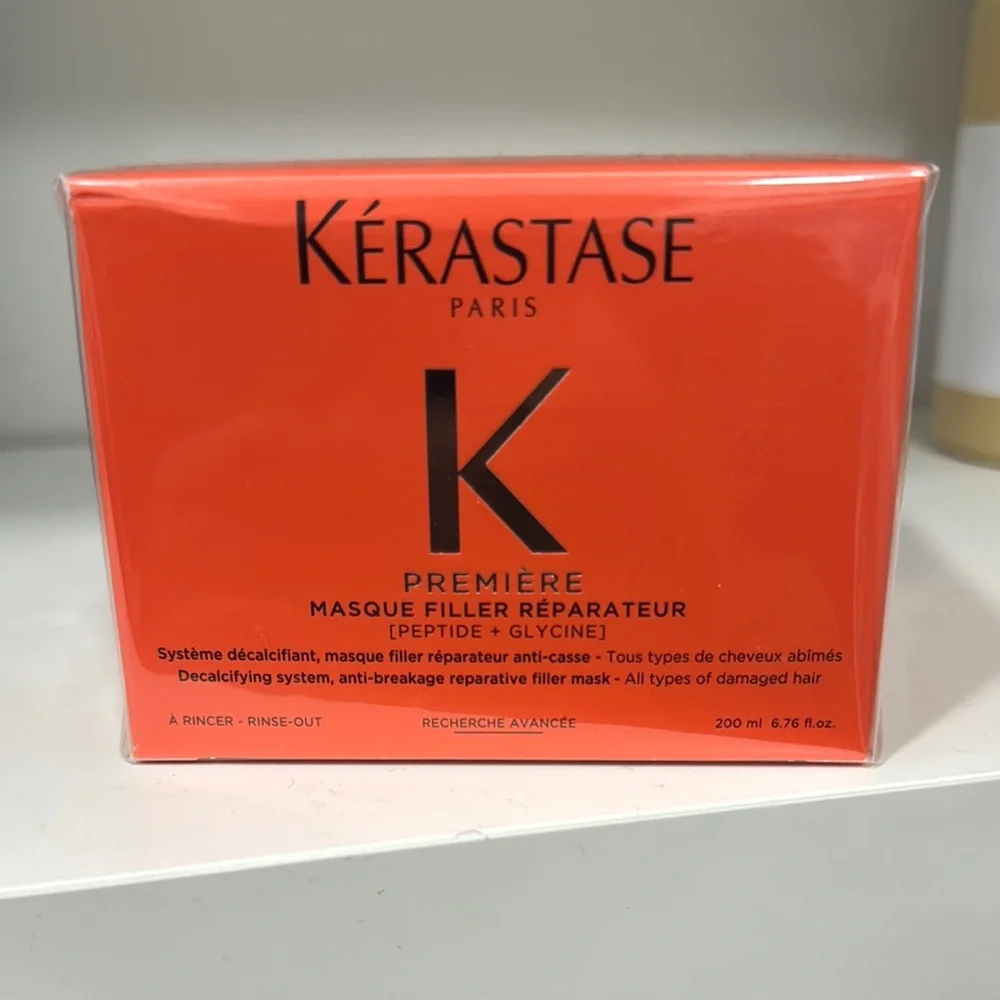 KÉRASTASE
PARIS
K
PREMIÈRE
MASQUE FILLER RÉPARATEUR
[PEPTIDE + GLYCINE]
Système décalcifiant, masque filler réparateur anti-casse - Tous types de cheveux abîmés
Decalcifying system, anti-breakage reparative filler mask - All types of damaged hair
À RINCER - RINSE-OUT RECHERCHE AVANCÉE 200 ml 6.76 fl.oz.